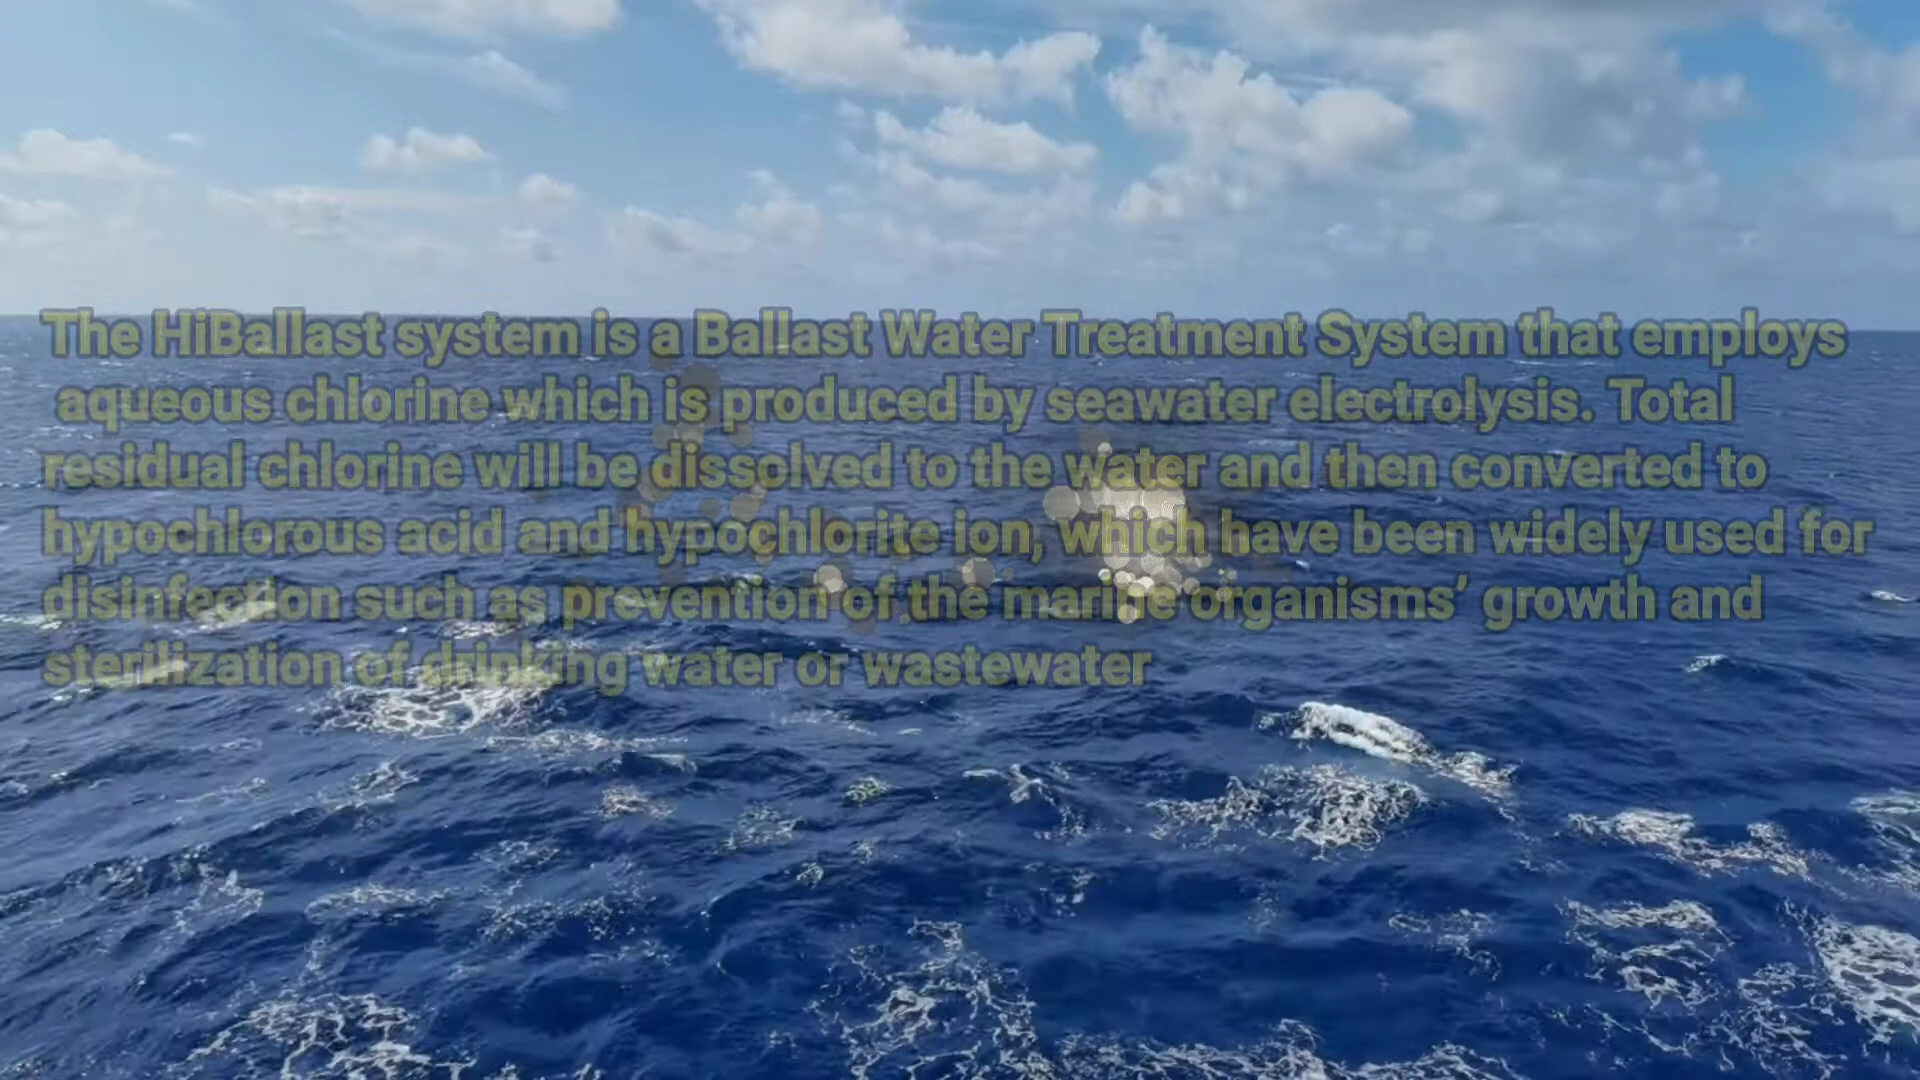 The HiBallast system is a Ballast Water Treatment System that employs
aqueous chlorine which is produced by seawater electrolysis. Total
residual chlorine will be dissolved to the water and then converted to
hypochlorous acid and hypochlorite ion, which have been widely used for
disinfection such as prevention of the marine organisms’ growth and
sterilization of drinking water or wastewater